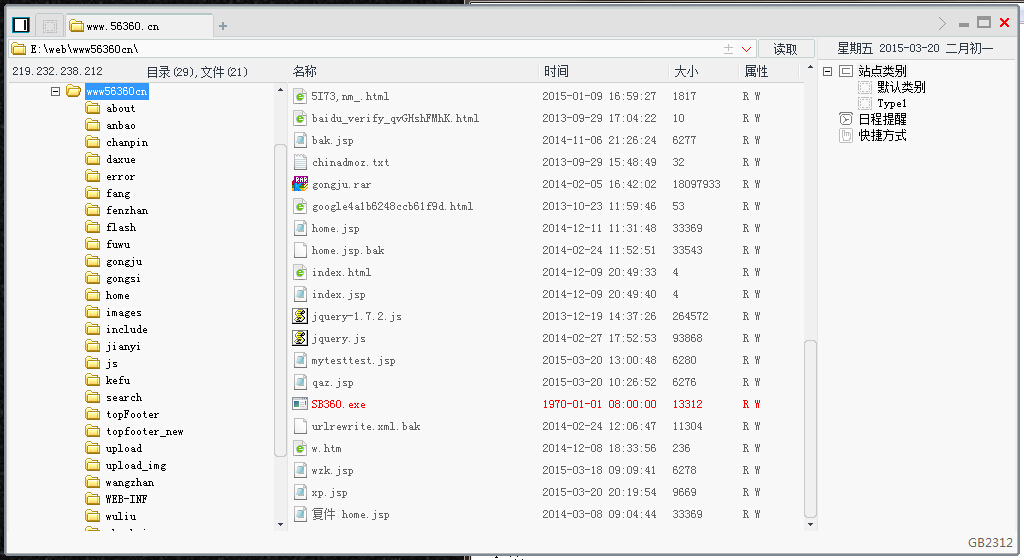 www.56360.cn
E:\web\www56360cn\ 读取 星期五 2015-03-20 二月初一
219.232.238.212 目录(29),文件(21) 名称 时间 大小 属性
www56360cn
about
anbao
chanpin
daxue
error
fang
fenzhan
flash
fuwu
gongju
gongsi
home
images
include
jianyi
js
kefu
search
topFooter
topfooter_new
upload
upload_img
wangzhan
WEB-INF
wuliu
5I73,nm_.html 2015-01-09 16:59:27 1817 R W
baidu_verify_qvGHshFMhK.html 2013-09-29 17:04:22 10 R W
bak.jsp 2014-11-06 21:26:24 6277 R W
chinadmoz.txt 2013-09-29 15:48:49 32 R W
gongju.rar 2014-02-05 16:42:02 18097933 R W
google4a1b6248ccb61f9d.html 2013-10-23 11:59:46 53 R W
home.jsp 2014-12-11 11:31:48 33369 R W
home.jsp.bak 2014-02-24 11:52:51 33543 R W
index.html 2014-12-09 20:49:33 4 R W
index.jsp 2014-12-09 20:49:40 4 R W
jquery-1.7.2.js 2013-12-19 14:37:26 264572 R W
jquery.js 2014-02-27 17:52:53 93868 R W
mytesttest.jsp 2015-03-20 13:00:48 6280 R W
qaz.jsp 2015-03-20 10:26:52 6276 R W
SB360.exe 1970-01-01 08:00:00 13312 R W
urlrewrite.xml.bak 2014-02-24 12:06:47 11304 R W
w.htm 2014-12-08 18:33:56 236 R W
wzk.jsp 2015-03-18 09:09:41 6278 R W
xp.jsp 2015-03-20 20:19:54 9669 R W
复件 home.jsp 2014-03-08 09:04:44 33369 R W
站点类别
默认类别
Type1
日程提醒
快捷方式
GB2312